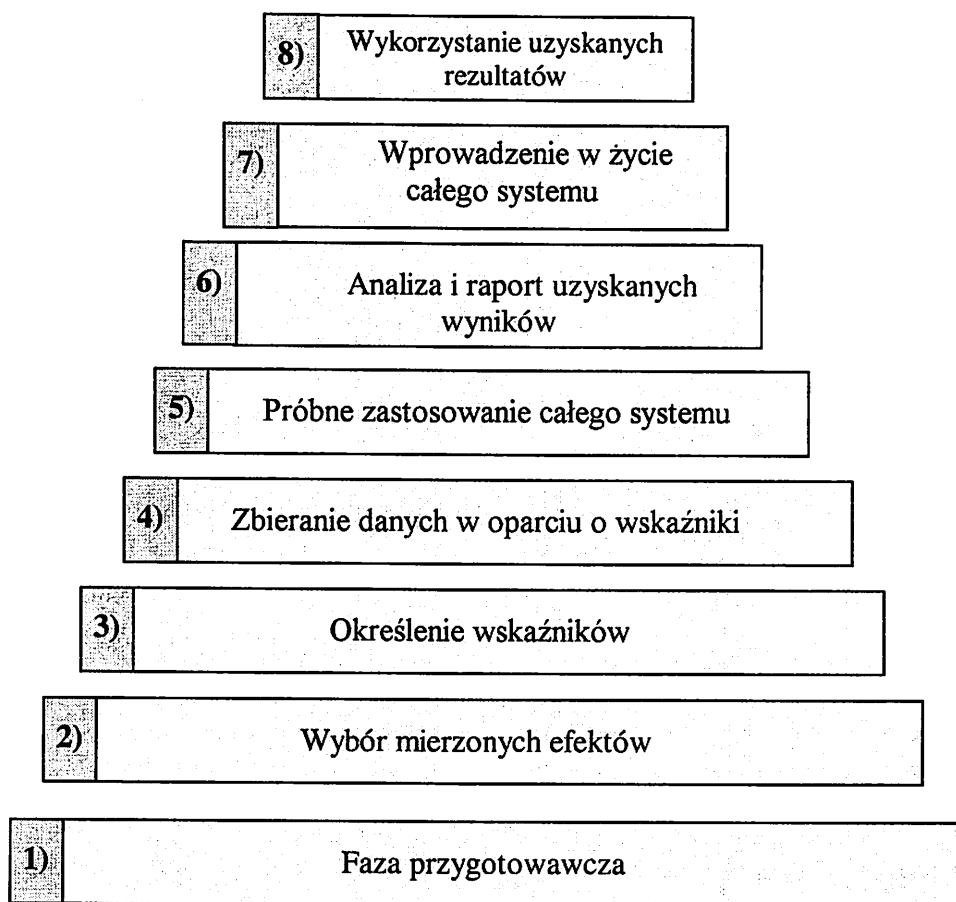 8) Wykorzystanie uzyskanych
rezultatów
7) Wprowadzenie w życie
całego systemu
6) Analiza i raport uzyskanych
wyników
5) Próbne zastosowanie całego systemu
4) Zbieranie danych w oparciu o wskaźniki
3) Określenie wskaźników
2) Wybór mierzonych efektów
1) Faza przygotowawcza